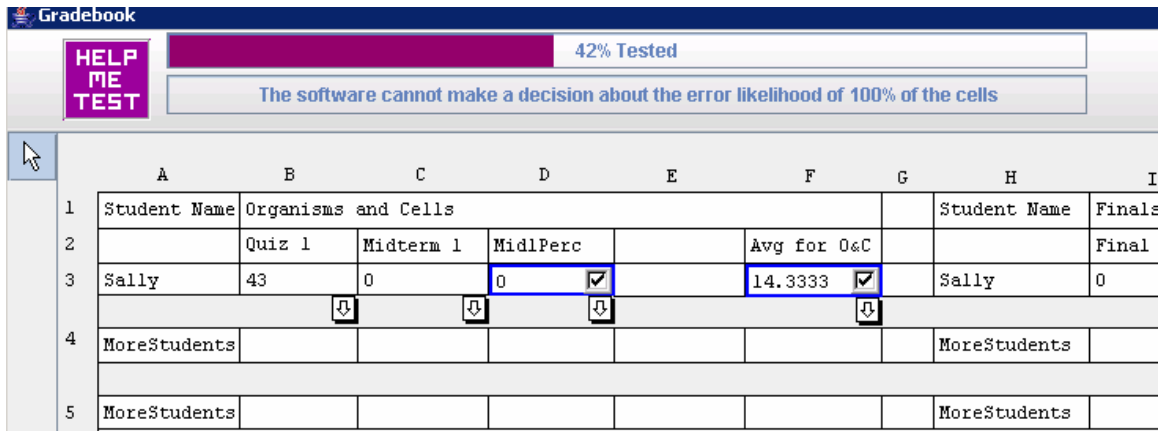 Gradebook
HELP ME TEST
42% Tested
The software cannot make a decision about the error likelihood of 100% of the cells
A B C D E F G H I
1 Student Name Organisms and Cells Student Name Finals
2 Quiz 1 Midterm 1 Mid1Perc Avg for O&C Final
3 Sally 43 0 0 14.3333 Sally 0
4 MoreStudents MoreStudents
5 MoreStudents MoreStudents